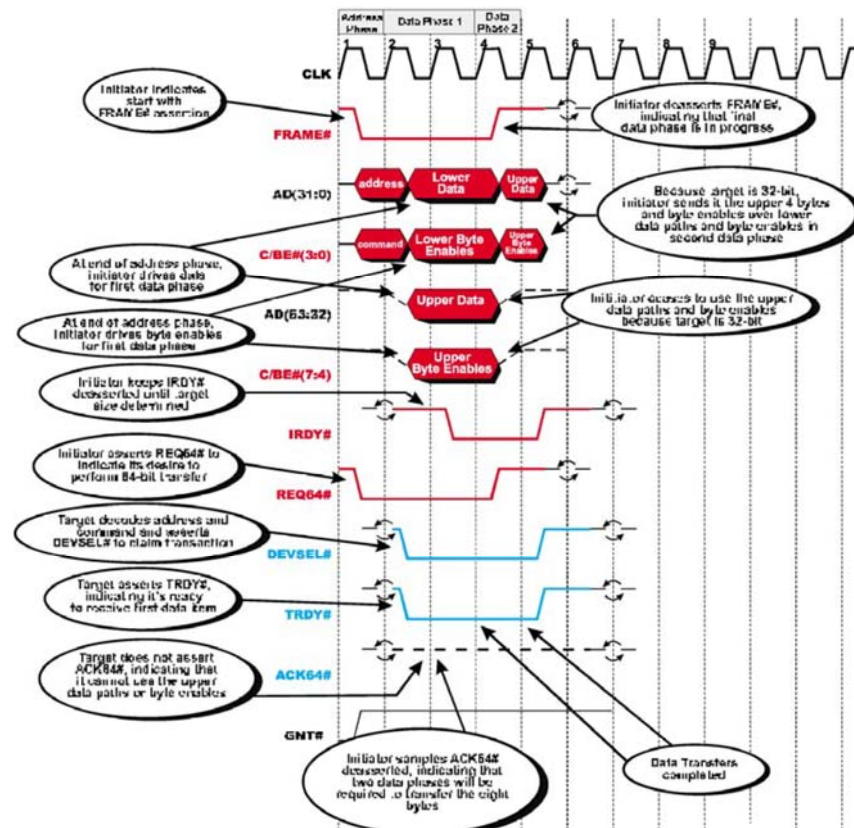 Address Phase
Data Phase 1
Data Phase 2
1 2 3 4 5 6 7 8 9
CLK
Initiator indicates
start with
FRAME# assertion
FRAME#
Initiator deasserts FRAME#,
indicating that final
data phase is in progress
AD(31:0)
address
Lower
Data
Upper
Data
Because target is 32-bit,
initiator sends it the upper 4 bytes
and byte enables over lower
data paths and byte enables in
second data phase
C/BE#(3:0)
command
Lower Byte
Enables
Upper
Byte
Enables
At end of address phase,
initiator drives data
for first data phase
AD(63:32)
Upper Data
Initiator ceases to use the upper
data paths and byte enables
because target is 32-bit
At end of address phase,
Initiator drives byte enables
for first data phase
C/BE#(7:4)
Upper
Byte Enables
Initiator keeps IRDY#
deasserted until target
size determined
IRDY#
Initiator asserts REQ64# to
indicate its desire to
perform 64-bit transfer
REQ64#
Target decodes address and
command and asserts
DEVSEL# to claim transaction
DEVSEL#
Target asserts TRDY#,
indicating it's ready
to receive first data item
TRDY#
Target does not assert
ACK64#, indicating that
it cannot use the upper
data paths or byte enables
ACK64#
GNT#
Initiator samples ACK64#
deasserted, indicating that
two data phases will be
required to transfer the eight
bytes
Data Transfers
completed